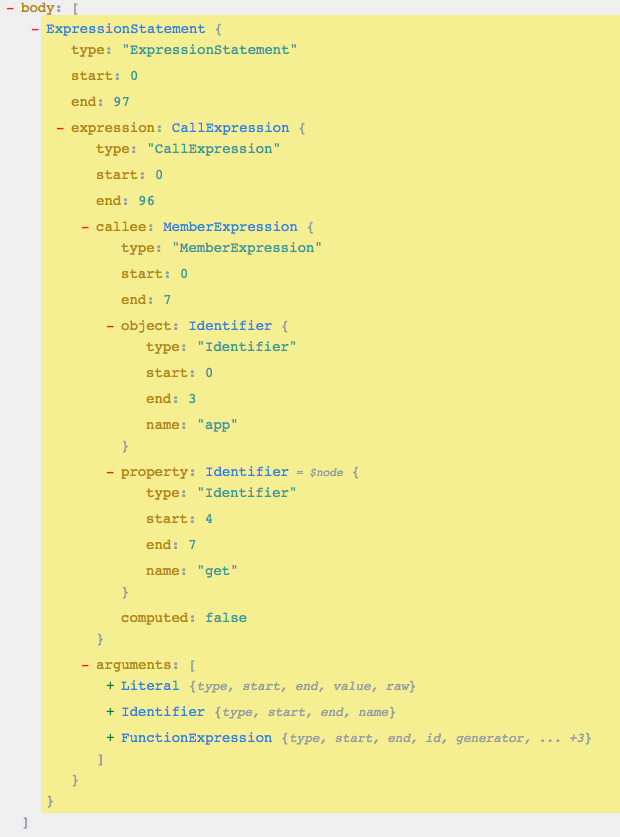 - body: [
- ExpressionStatement {
type: "ExpressionStatement"
start: 0
end: 97
- expression: CallExpression {
type: "CallExpression"
start: 0
end: 96
- callee: MemberExpression {
type: "MemberExpression"
start: 0
end: 7
- object: Identifier {
type: "Identifier"
start: 0
end: 3
name: "app"
}
- property: Identifier = $node {
type: "Identifier"
start: 4
end: 7
name: "get"
}
computed: false
}
- arguments: [
+ Literal {type, start, end, value, raw}
+ Identifier {type, start, end, name}
+ FunctionExpression {type, start, end, id, generator, ... +3}
]
}
}
]